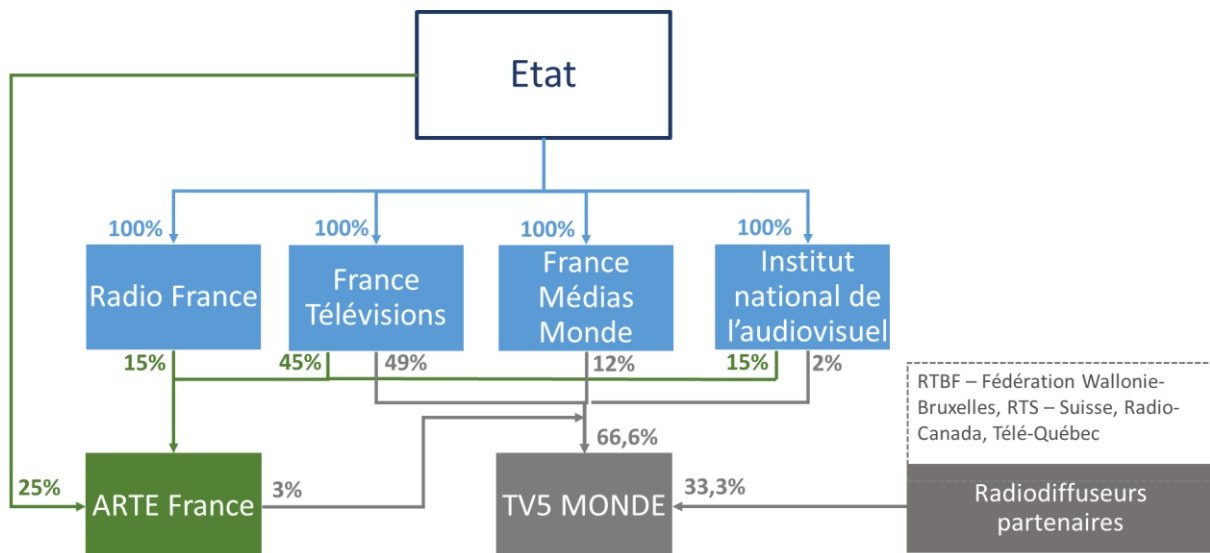 Etat
100%
100%
100%
100%
Radio France
France
Télévisions
France
Médias
Monde
Institut
national de
l’audiovisuel
15%
45%
49%
12%
15%
2%
RTBF – Fédération Wallonie-
Bruxelles, RTS – Suisse, Radio-
Canada, Télé-Québec
66,6%
25%
ARTE France
3%
TV5 MONDE
33,3%
Radiodiffuseurs
partenaires